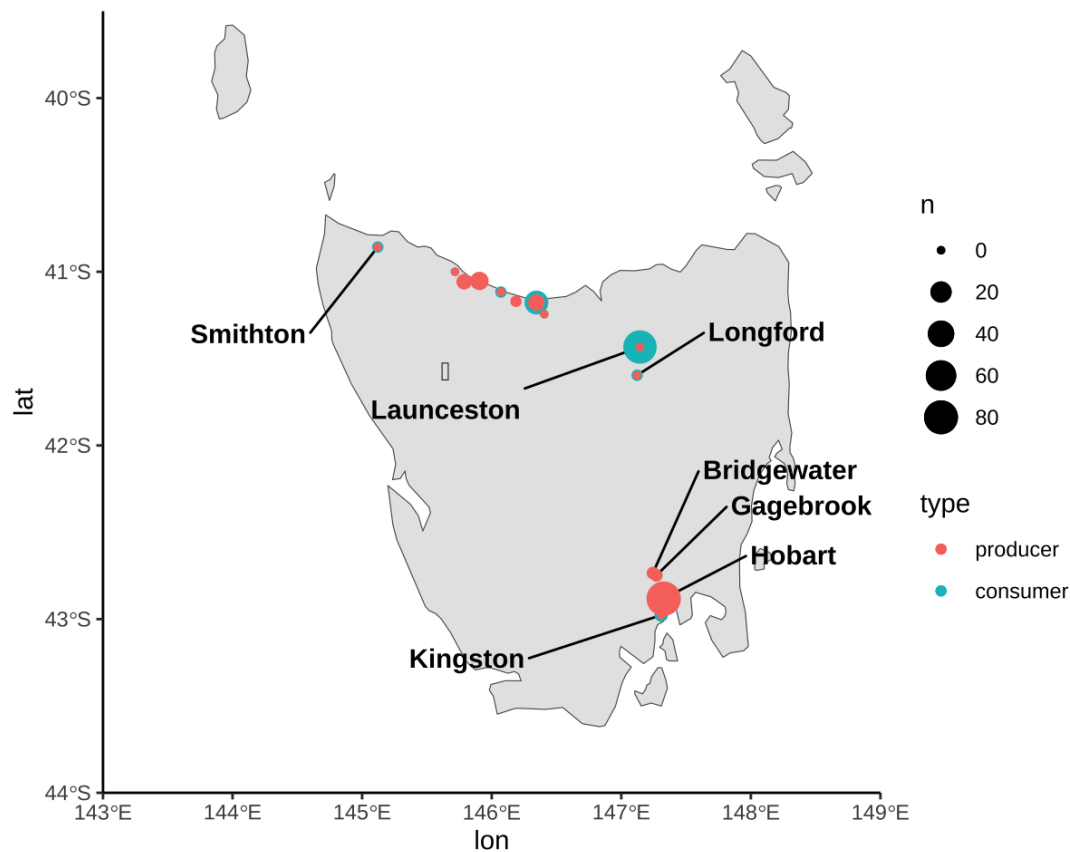 40°S
41°S
42°S
43°S
44°S
lat
143°E
144°E
145°E
146°E
147°E
148°E
149°E
lon
Smithton
Longford
Launceston
Bridgewater
Gagebrook
Hobart
Kingston
n
0
20
40
60
80
type
producer
consumer